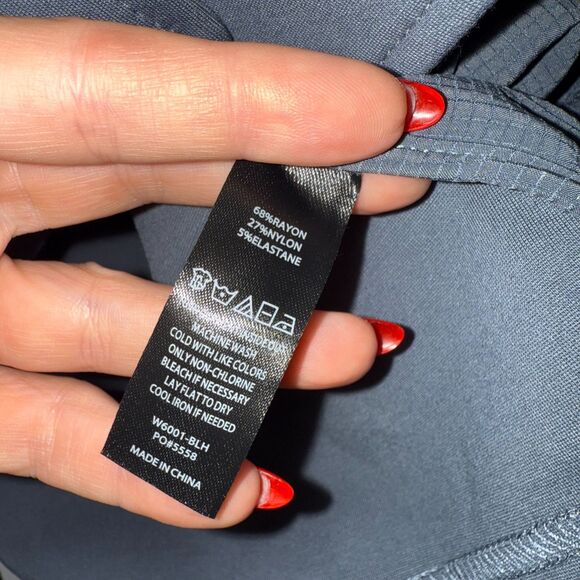 68%RAYON
27%NYLON
5%ELASTANE
MACHINE WASH
COLD WITH LIKE COLORS
ONLY NON-CHLORINE
BLEACH IF NECESSARY
LAY FLAT TO DRY
COOL IRON IF NEEDED
W6001-BLH
PO#5558
MADE IN CHINA